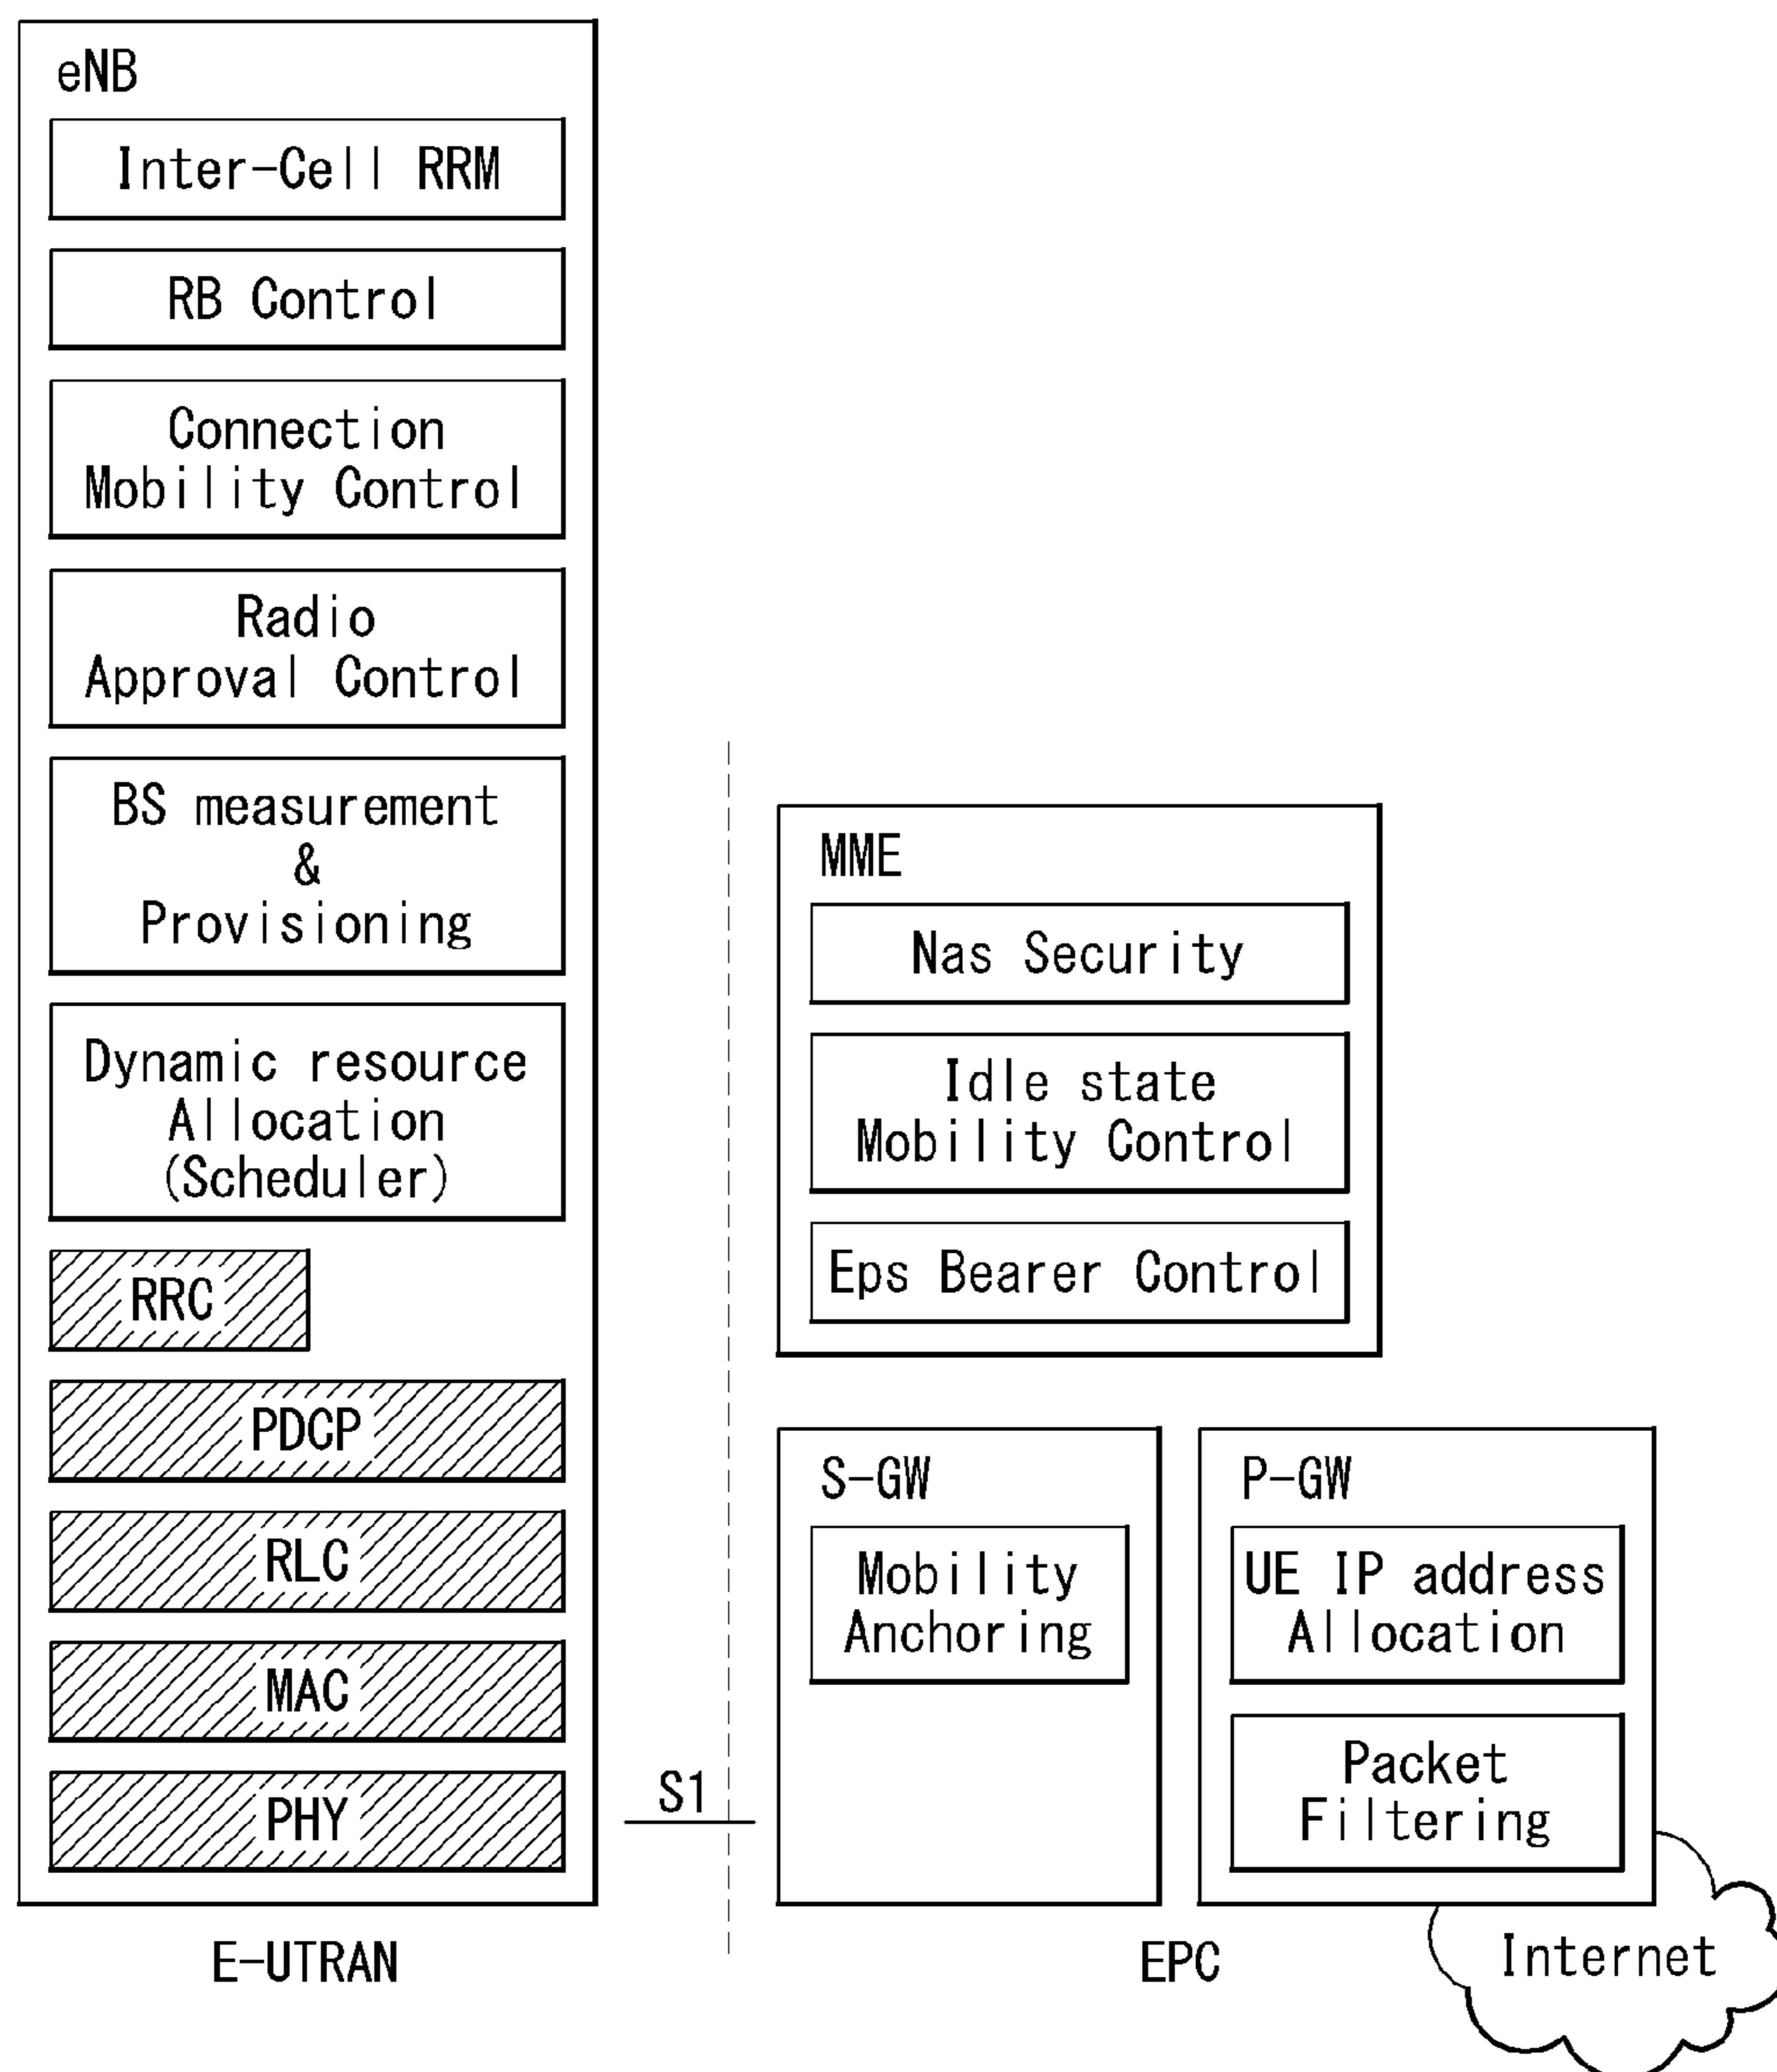 eNB
Inter-Cell RRM
RB Control
Connection
Mobility Control
Radio
Approval Control
BS measurement
&
Provisioning
Dynamic resource
Allocation
(Scheduler)
RRC
PDCP
RLC
MAC
PHY
E-UTRAN
S1
MME
Nas Security
Idle state
Mobility Control
Eps Bearer Control
S-GW
Mobility
Anchoring
P-GW
UE IP address
Allocation
Packet
Filtering
EPC
Internet